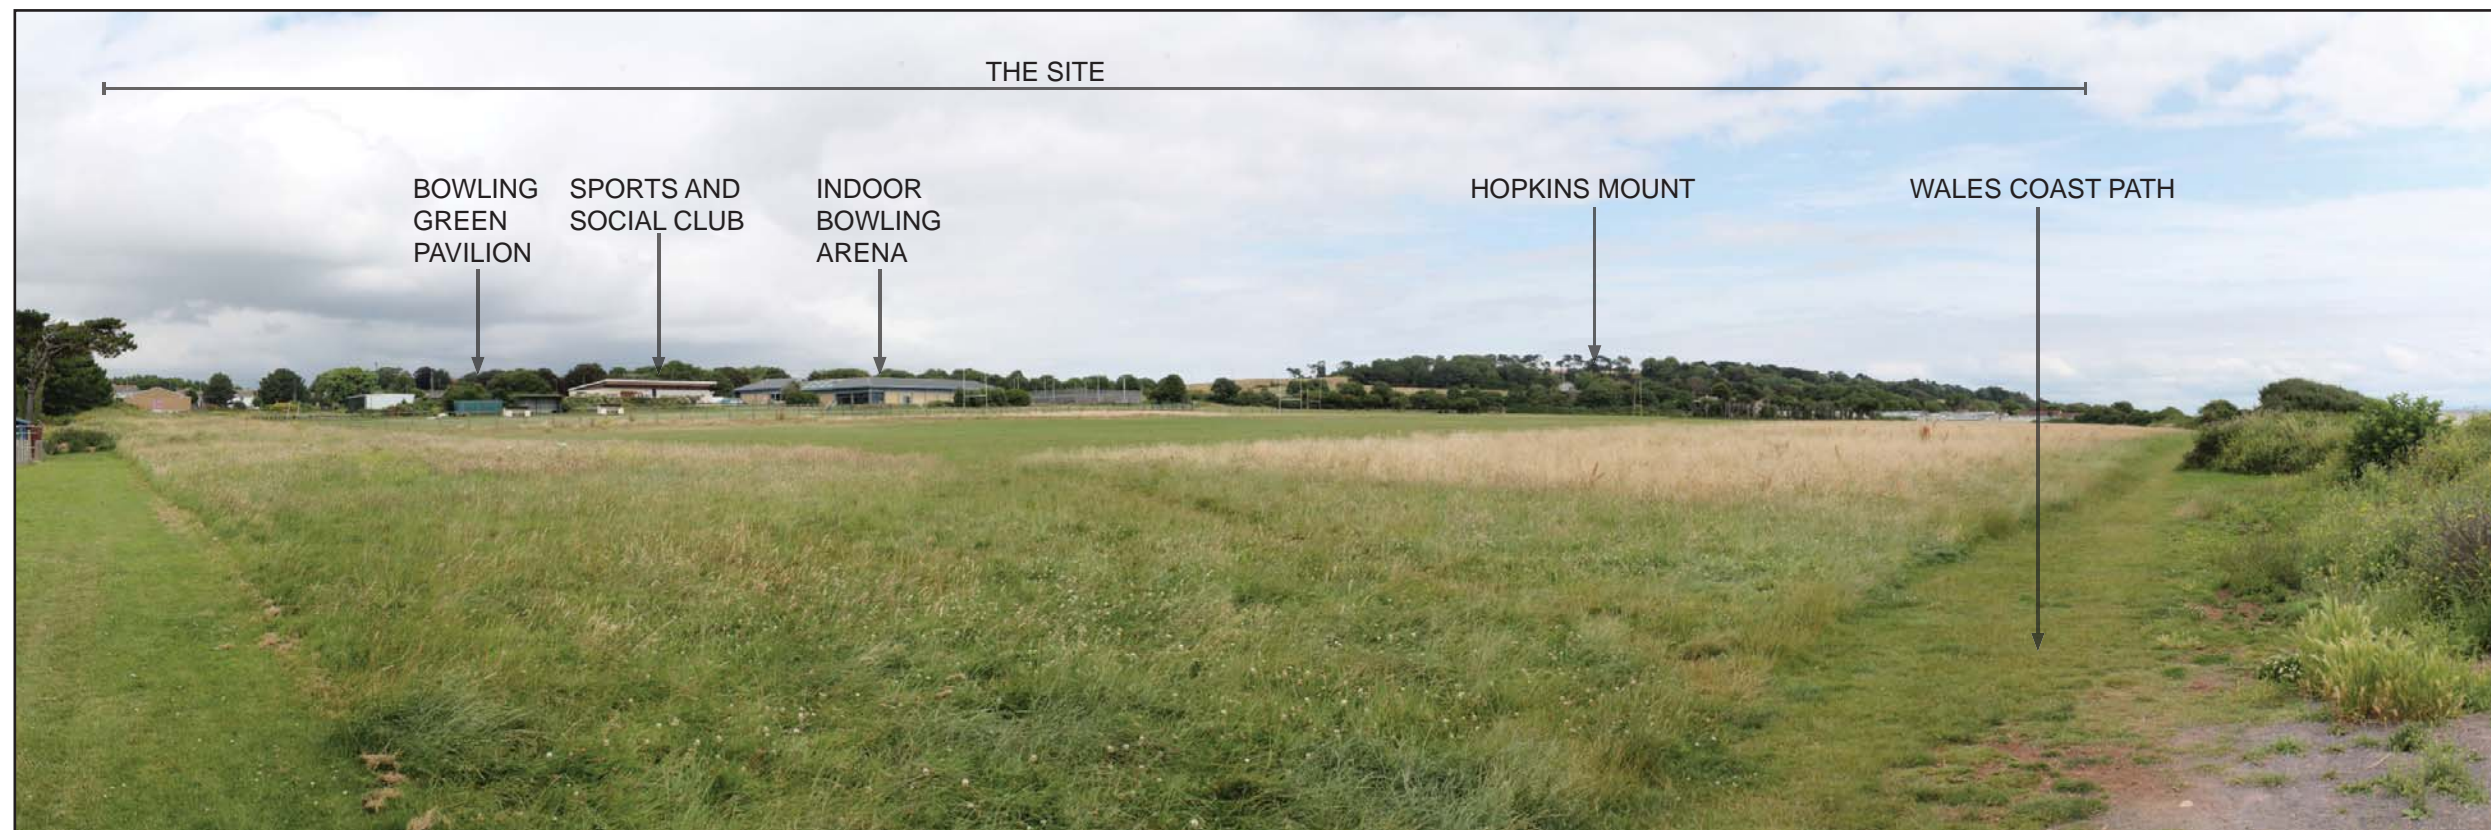 THE SITE
BOWLING
GREEN
PAVILION
SPORTS AND
SOCIAL CLUB
INDOOR
BOWLING
ARENA
HOPKINS MOUNT
WALES COAST PATH